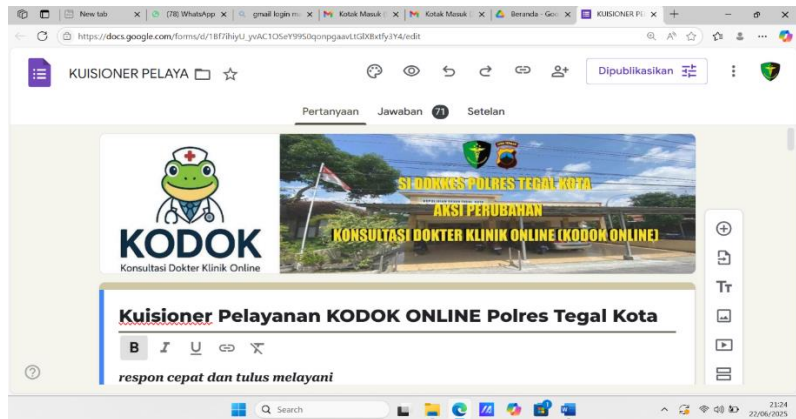 New tab
(78) WhatsApp
gmail login m
Kotak Masuk (
Kotak Masuk (
Beranda - Goo
KUISIONER PE
https://docs.google.com/forms/d/
/edit
KUISIONER PELAYA
Dipublikasikan
Pertanyaan
Jawaban 71
Setelan
KODOK
Konsultasi Dokter Klinik Online
SI DOKKES POLRES TEGAL KOTA
AKSI PERUBAHAN
KONSULTASI DOKTER KLINIK ONLINE (KODOK ONLINE)
Kuisioner Pelayanan KODOK ONLINE Polres Tegal Kota
B I U
respon cepat dan tulus melayani
Search
21:24
22/06/2025